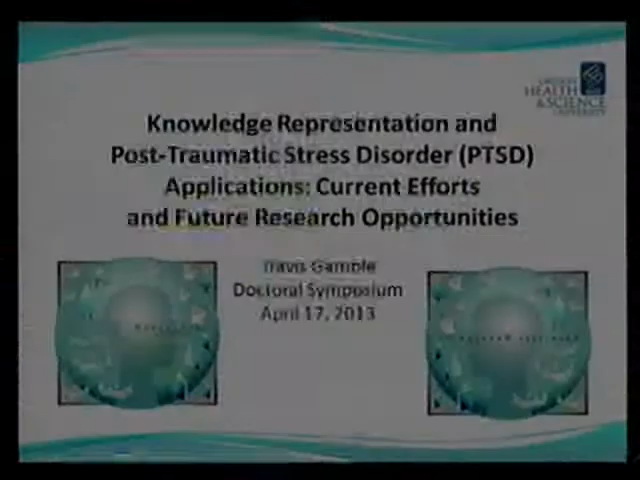 OREGON
HEALTH
& SCIENCE
UNIVERSITY
Knowledge Representation and
Post-Traumatic Stress Disorder (PTSD)
Applications: Current Efforts
and Future Research Opportunities
Travis Gamble
Doctoral Symposium
April 17, 2013